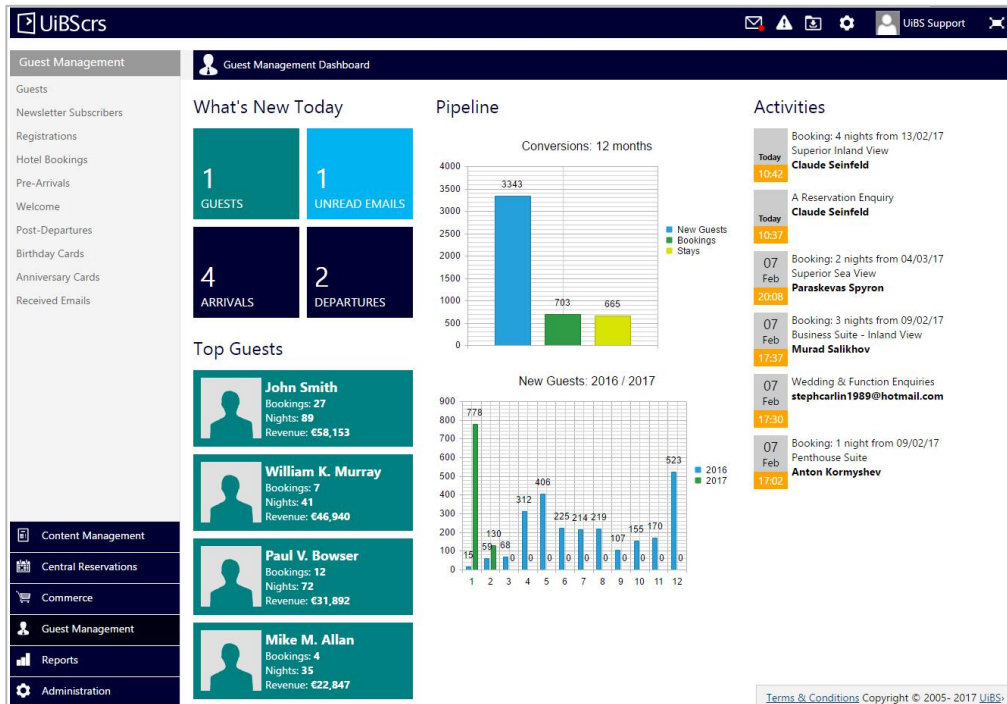 UiBScrs
UiBS Support
Guest Management
Guests
Newsletter Subscribers
Registrations
Hotel Bookings
Pre-Arrivals
Welcome
Post-Departures
Birthday Cards
Anniversary Cards
Received Emails
Content Management
Central Reservations
Commerce
Guest Management
Reports
Administration
Guest Management Dashboard
What's New Today
1
GUESTS
1
UNREAD EMAILS
4
ARRIVALS
2
DEPARTURES
Top Guests
John Smith
Bookings: 27
Nights: 89
Revenue: €58,153
William K. Murray
Bookings: 7
Nights: 41
Revenue: €46,940
Paul V. Bowser
Bookings: 12
Nights: 72
Revenue: €31,892
Mike M. Allan
Bookings: 4
Nights: 35
Revenue: €22,847
Pipeline
Conversions: 12 months
4000
3500
3000
2500
2000
1500
1000
500
0
3343
703
665
New Guests
Bookings
Stays
New Guests: 2016 / 2017
900
800
700
600
500
400
300
200
100
0
15 778 59 130 68 0 312 0 406 0 225 0 214 0 219 0 107 0 155 0 170 0 523 0
1 2 3 4 5 6 7 8 9 10 11 12
2016
2017
Activities
Today
10:42
Booking: 4 nights from 13/02/17
Superior Inland View
Claude Seinfeld
Today
10:37
A Reservation Enquiry
Claude Seinfeld
07
Feb
20:08
Booking: 2 nights from 04/03/17
Superior Sea View
Paraskevas Spyron
07
Feb
17:37
Booking: 3 nights from 09/02/17
Business Suite - Inland View
Murad Salikhov
07
Feb
17:30
Wedding & Function Enquiries
stephcarlin1989@hotmail.com
07
Feb
17:02
Booking: 1 night from 09/02/17
Penthouse Suite
Anton Kormyshev
Terms & Conditions Copyright © 2005- 2017 UiBS